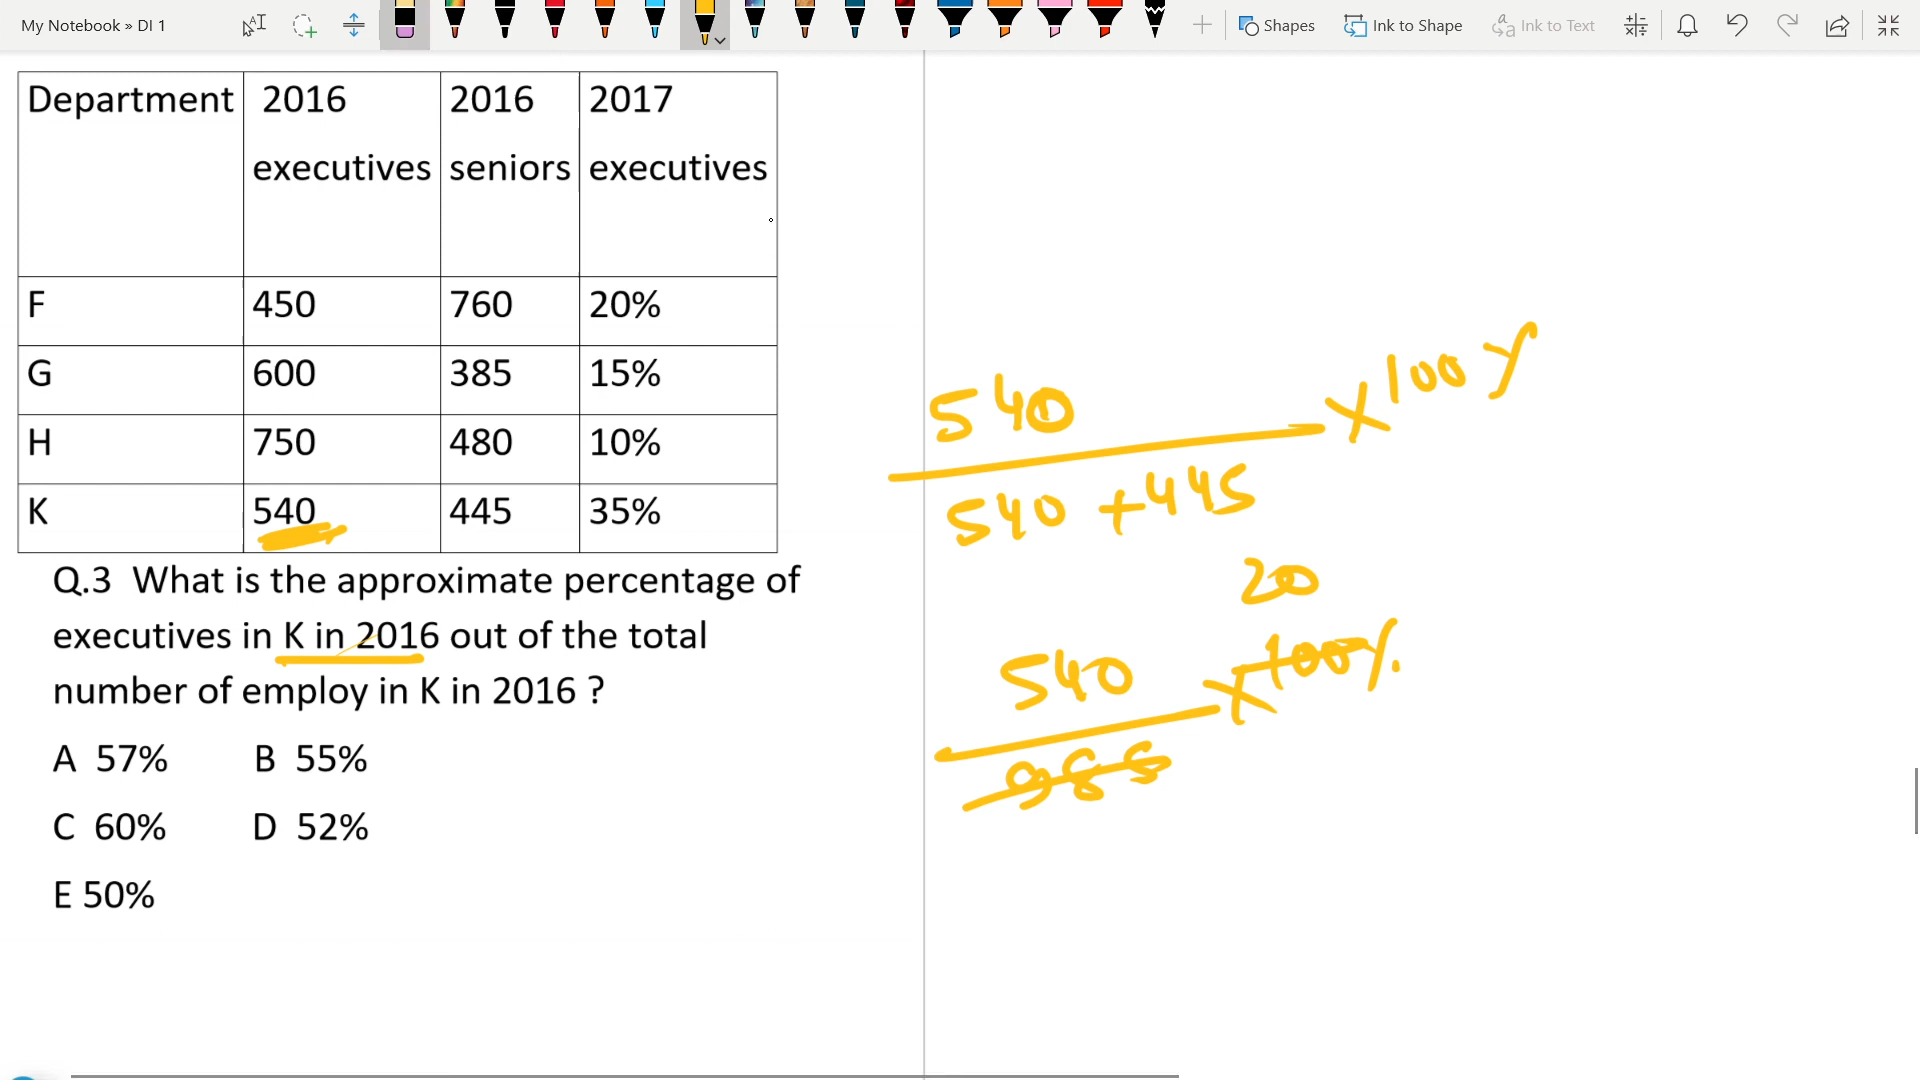 My Notebook » DI 1
Shapes
Ink to Shape
Ink to Text
Department 2016 executives 2016 seniors 2017 executives
F 450 760 20%
G 600 385 15%
H 750 480 10%
K 540 445 35%
Q.3 What is the approximate percentage of
executives in K in 2016 out of the total
number of employ in K in 2016 ?
A 57% B 55%
C 60% D 52%
E 50%
540 × 100 %
540 + 445
20
540 × 100 %
985